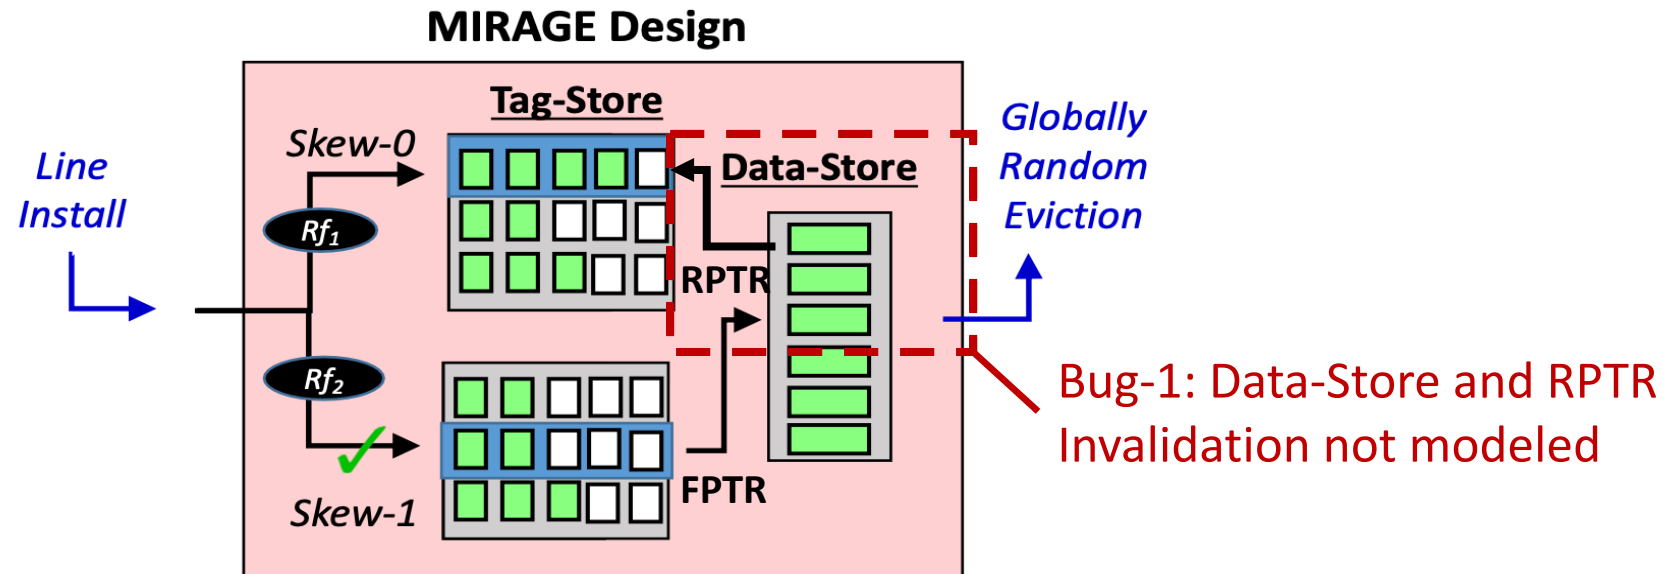 MIRAGE Design
Tag-Store
Skew-0
Line
Install
Rf1
Data-Store
Globally
Random
Eviction
RPTR
Rf2
Skew-1
FPTR
Bug-1: Data-Store and RPTR
Invalidation not modeled